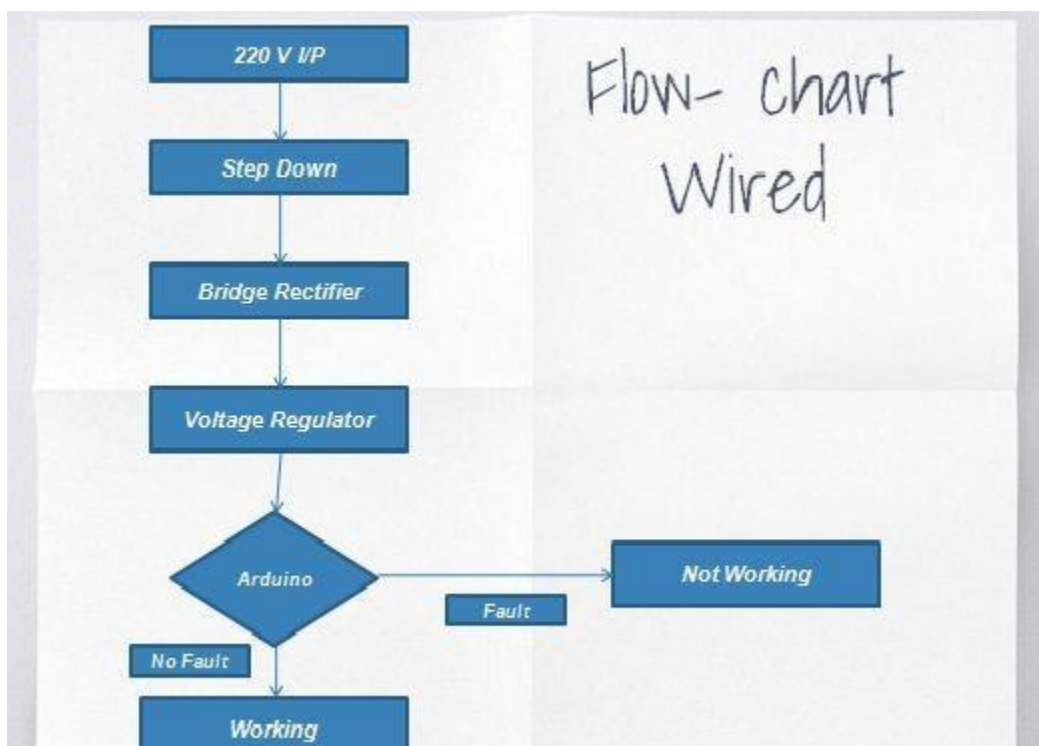 220 V I/P
Flow- Chart
Wired
Step Down
Bridge Rectifier
Voltage Regulator
Arduino
Not Working
Fault
No Fault
Working